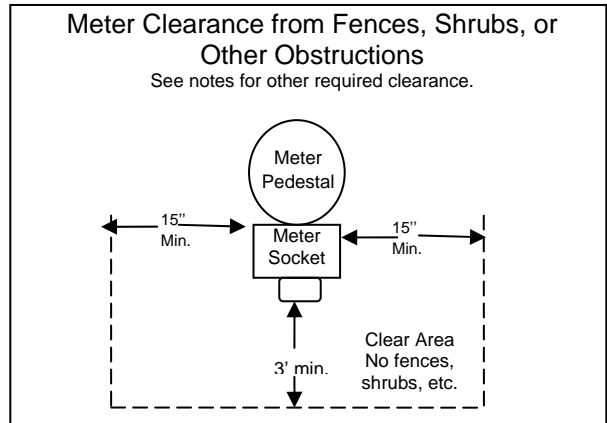 Meter Clearance from Fences, Shrubs, or
Other Obstructions
See notes for other required clearance.
Meter
Pedestal
15’’
Min.
Meter
Socket
15’’
Min.
3’ min.
Clear Area
No fences,
shrubs, etc.